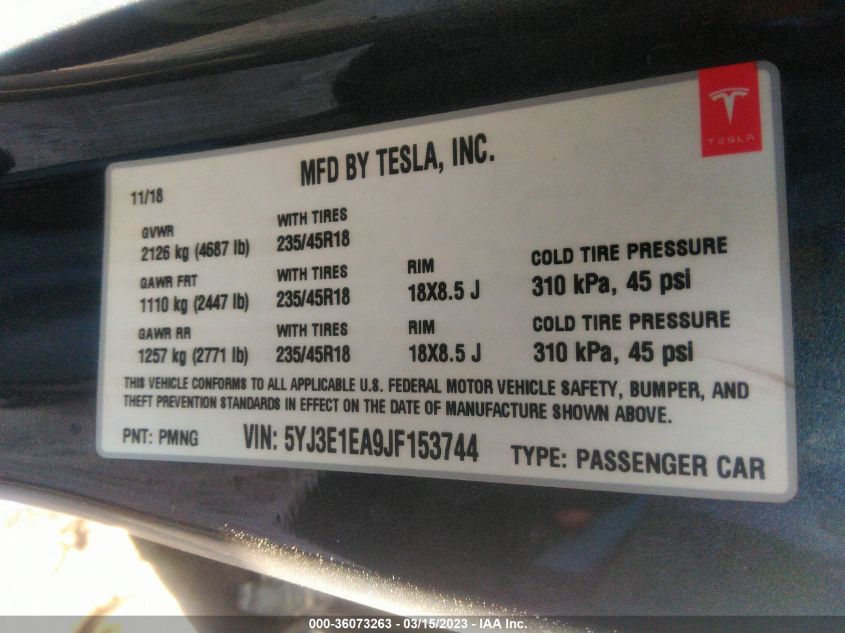 TESLA
MFD BY TESLA, INC.
11/18
GVWR
2126 kg (4687 lb)
WITH TIRES
235/45R18
GAWR FRT
1110 kg (2447 lb)
WITH TIRES
235/45R18
RIM
18X8.5 J
COLD TIRE PRESSURE
310 kPa, 45 psi
GAWR RR
1257 kg (2771 lb)
WITH TIRES
235/45R18
RIM
18X8.5 J
COLD TIRE PRESSURE
310 kPa, 45 psi
THIS VEHICLE CONFORMS TO ALL APPLICABLE U.S. FEDERAL MOTOR VEHICLE SAFETY, BUMPER, AND
THEFT PREVENTION STANDARDS IN EFFECT ON THE DATE OF MANUFACTURE SHOWN ABOVE.
PNT: PMNG VIN: 5YJ3E1EA9JF153744 TYPE: PASSENGER CAR
000-36073263 - 03/15/2023 - IAA Inc.